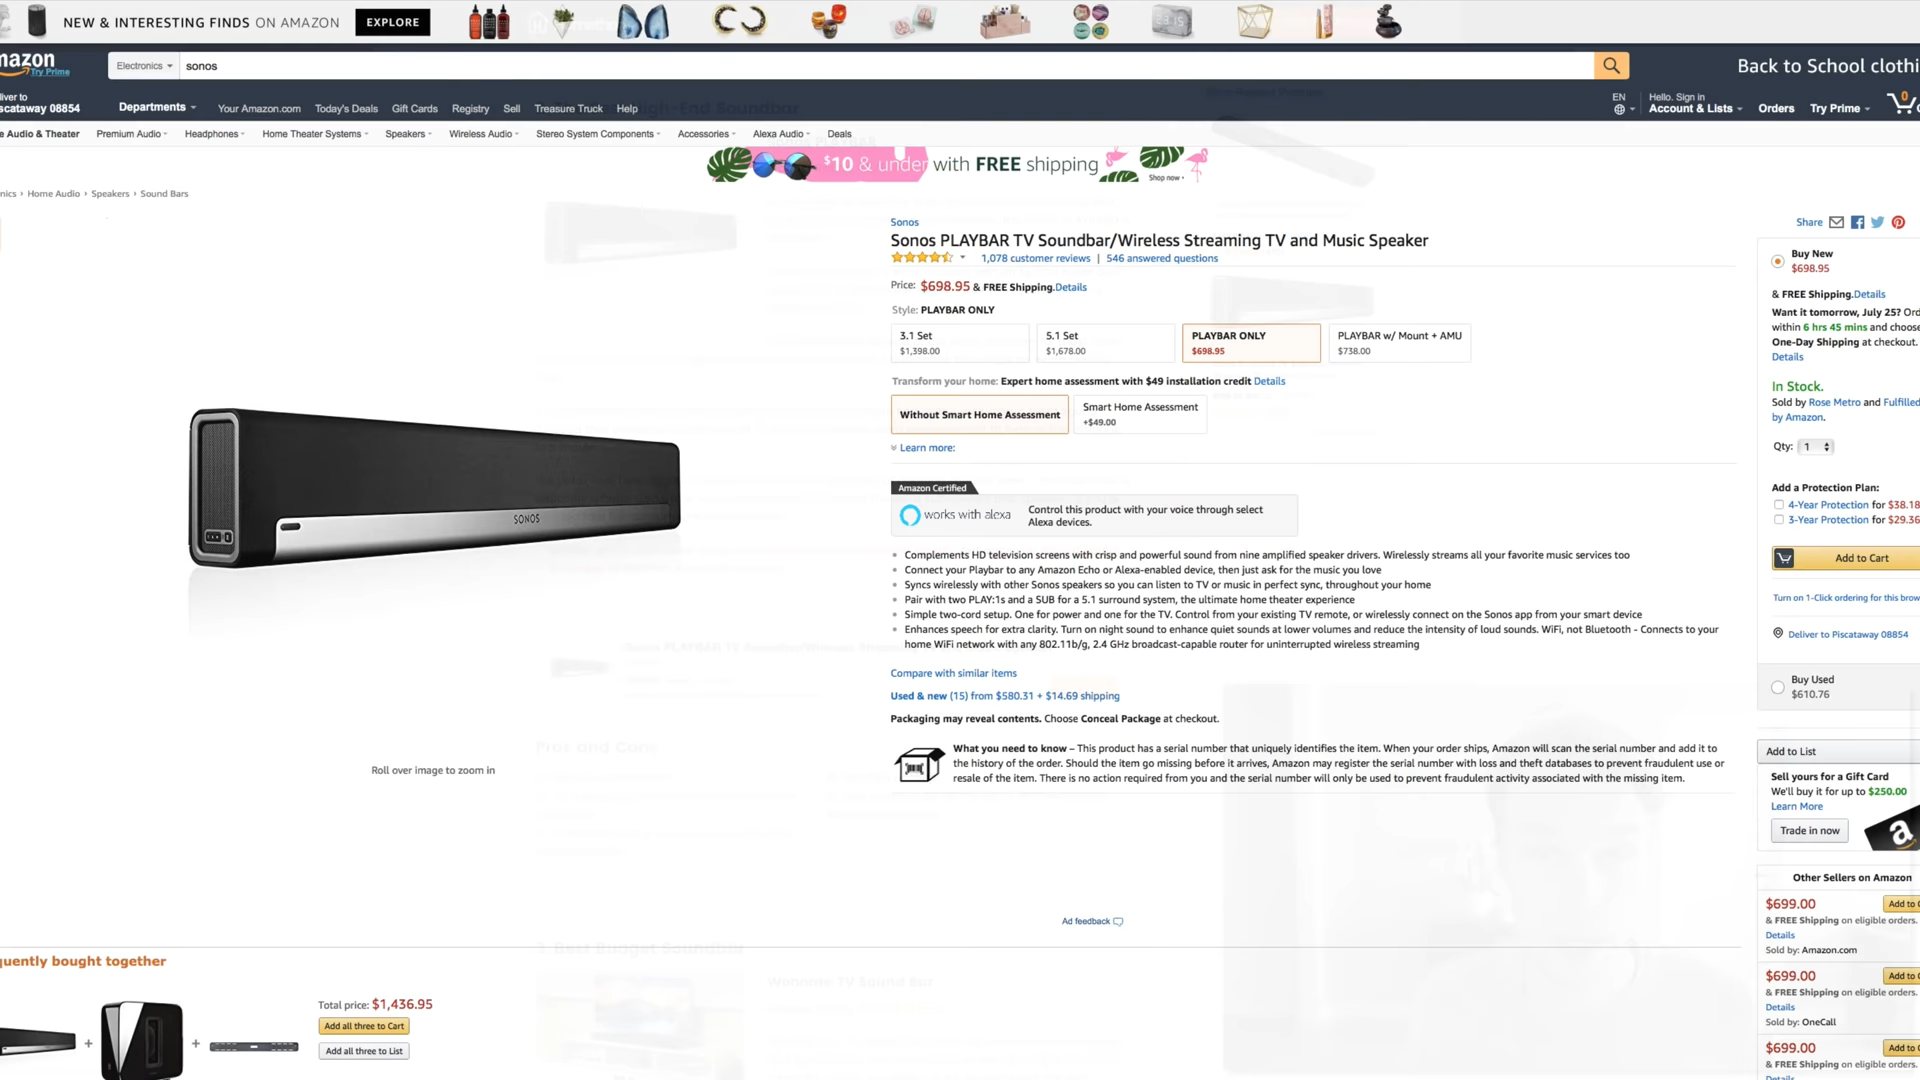 NEW & INTERESTING FINDS ON AMAZON EXPLORE
mazon
Try Prime
Electronics
sonos
Back to School clothi
liver to
scataway 08854
Departments
Your Amazon.com
Today's Deals
Gift Cards
Registry
Sell
Treasure Truck
Help
EN
Hello. Sign in
Account & Lists
Orders
Try Prime
0
e Audio & Theater
Premium Audio
Headphones
Home Theater Systems
Speakers
Wireless Audio
Stereo System Components
Accessories
Alexa Audio
Deals
$10 & under with FREE shipping
Shop now
nics › Home Audio › Speakers › Sound Bars
SONOS
Roll over image to zoom in
Sonos
Sonos PLAYBAR TV Soundbar/Wireless Streaming TV and Music Speaker
1,078 customer reviews | 546 answered questions
Price: $698.95 & FREE Shipping.Details
Style: PLAYBAR ONLY
3.1 Set
$1,398.00
5.1 Set
$1,678.00
PLAYBAR ONLY
$698.95
PLAYBAR w/ Mount + AMU
$738.00
Transform your home: Expert home assessment with $49 installation credit Details
Without Smart Home Assessment
Smart Home Assessment
+$49.00
Learn more:
Amazon Certified
works with alexa
Control this product with your voice through select
Alexa devices.
Complements HD television screens with crisp and powerful sound from nine amplified speaker drivers. Wirelessly streams all your favorite music services too
Connect your Playbar to any Amazon Echo or Alexa-enabled device, then just ask for the music you love
Syncs wirelessly with other Sonos speakers so you can listen to TV or music in perfect sync, throughout your home
Pair with two PLAY:1s and a SUB for a 5.1 surround system, the ultimate home theater experience
Simple two-cord setup. One for power and one for the TV. Control from your existing TV remote, or wirelessly connect on the Sonos app from your smart device
Enhances speech for extra clarity. Turn on night sound to enhance quiet sounds at lower volumes and reduce the intensity of loud sounds. WiFi, not Bluetooth - Connects to your
home WiFi network with any 802.11b/g, 2.4 GHz broadcast-capable router for uninterrupted wireless streaming
Compare with similar items
Used & new (15) from $580.31 + $14.69 shipping
Packaging may reveal contents. Choose Conceal Package at checkout.
What you need to know – This product has a serial number that uniquely identifies the item. When your order ships, Amazon will scan the serial number and add it to
the history of the order. Should the item go missing before it arrives, Amazon may register the serial number with loss and theft databases to prevent fraudulent use or
resale of the item. There is no action required from you and the serial number will only be used to prevent fraudulent activity associated with the missing item.
Ad feedback
Share
Buy New
$698.95
& FREE Shipping.Details
Want it tomorrow, July 25? Ord
within 6 hrs 45 mins and choose
One-Day Shipping at checkout.
Details
In Stock.
Sold by Rose Metro and Fulfilled
by Amazon.
Qty: 1
Add a Protection Plan:
4-Year Protection for $38.18
3-Year Protection for $29.36
Add to Cart
Turn on 1-Click ordering for this brow
Deliver to Piscataway 08854
Buy Used
$610.76
Add to List
Sell yours for a Gift Card
We'll buy it for up to $250.00
Learn More
Trade in now
a
Other Sellers on Amazon
$699.00
Add to C
& FREE Shipping on eligible orders.
Details
Sold by: Amazon.com
$699.00
Add to C
& FREE Shipping on eligible orders.
Details
Sold by: OneCall
$699.00
Add to C
& FREE Shipping on eligible orders.
Details
quently bought together
Total price: $1,436.95
Add all three to Cart
Add all three to List
Pros and Cons
Best Budget Soundbar